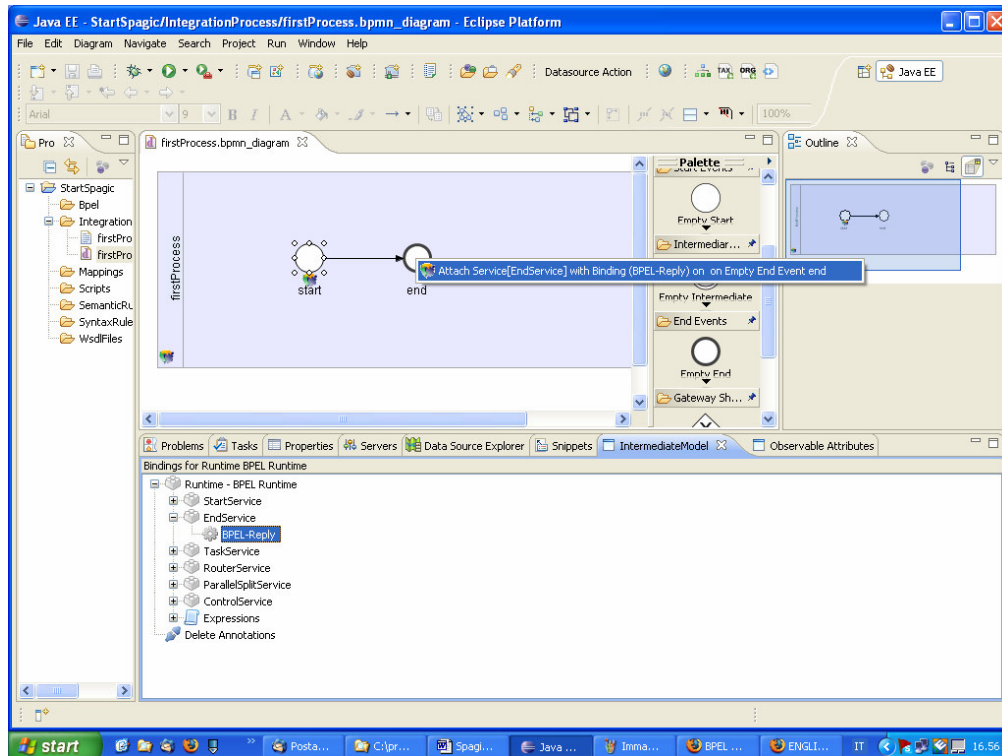 Java EE - StartSpagic/IntegrationProcess/firstProcess.bpmn_diagram - Eclipse Platform
File Edit Diagram Navigate Search Project Run Window Help
Datasource Action TAX ORG Java EE
Arial 9 B I A 100%
Pro firstProcess.bpmn_diagram Outline
Palette
Start Events
Empty Start
Intermediar...
Empty Intermediate
End Events
Empty End
Gateway Sh...
StartSpagic
Bpel
Integration
firstPro
firstPro
Mappings
Scripts
SemanticRu
SyntaxRule
WsdlFiles
firstProcess
start
end
Attach Service[EndService] with Binding (BPEL-Reply) on on Empty End Event end
Problems Tasks Properties Servers Data Source Explorer Snippets IntermediateModel Observable Attributes
Bindings for Runtime BPEL Runtime
Runtime - BPEL Runtime
StartService
EndService
BPEL-Reply
TaskService
RouterService
ParallelSplitService
ControlService
Expressions
Delete Annotations
start » Posta... C:\pr... Spagi... Java ... Imma... BPEL ... ENGLI... IT 16.56